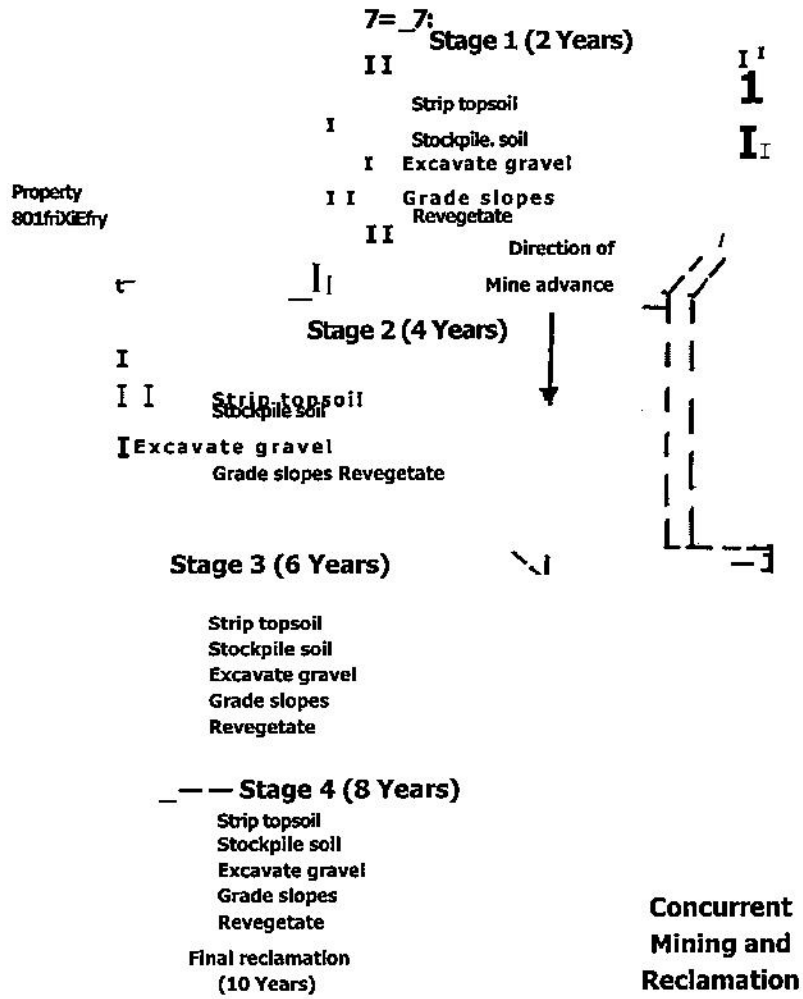 7= _7:
Stage 1 (2 Years)
Strip topsoil
Stockpile. soil
Excavate gravel
Grade slopes
Revegetate
Property
801friXiEfry
Direction of
Mine advance
Stage 2 (4 Years)
Strip topsoil
Stockpile soil
Excavate gravel
Grade slopes Revegetate
Stage 3 (6 Years)
Strip topsoil
Stockpile soil
Excavate gravel
Grade slopes
Revegetate
Stage 4 (8 Years)
Strip topsoil
Stockpile soil
Excavate gravel
Grade slopes
Revegetate
Final reclamation
(10 Years)
Concurrent
Mining and
Reclamation